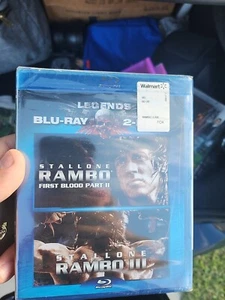 Walmart
LEGENDS
BLU-RAY 2-
STALLONE
RAMBO
FIRST BLOOD PART II
STALLONE
RAMBO III